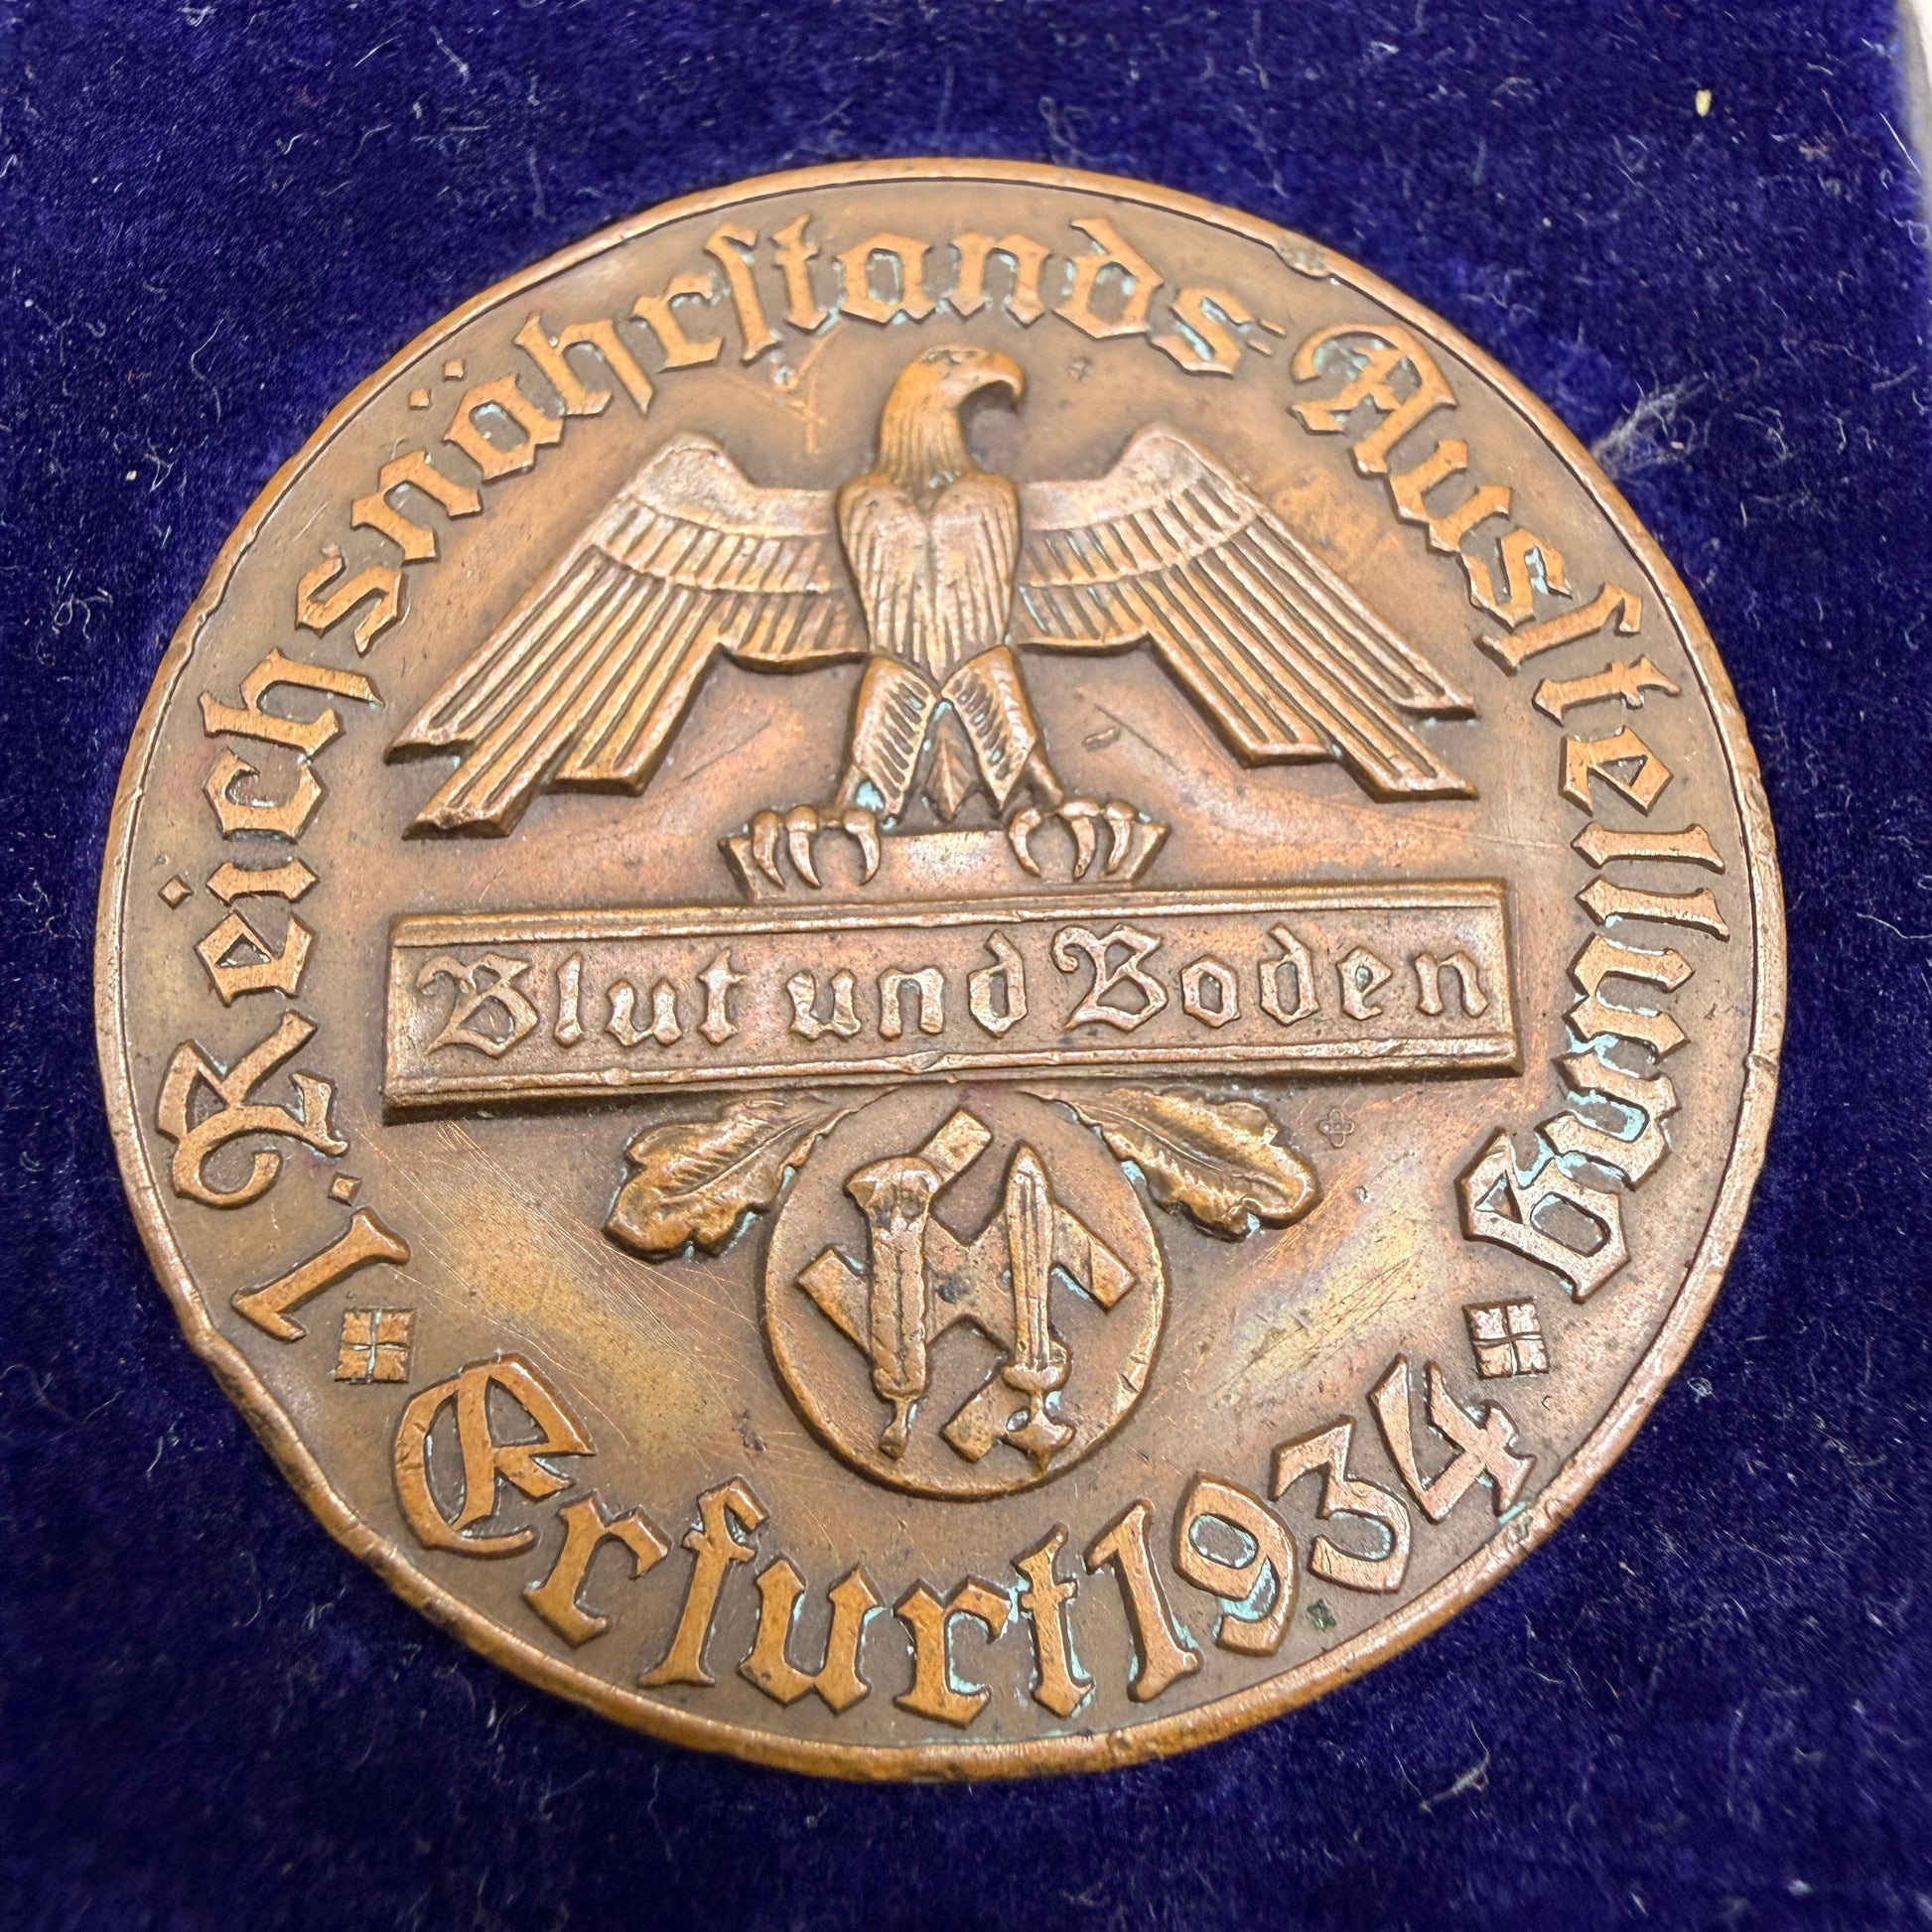 1. Reichsnährſtands-Ausſtellung
Blut und Boden
Erfurt 1934